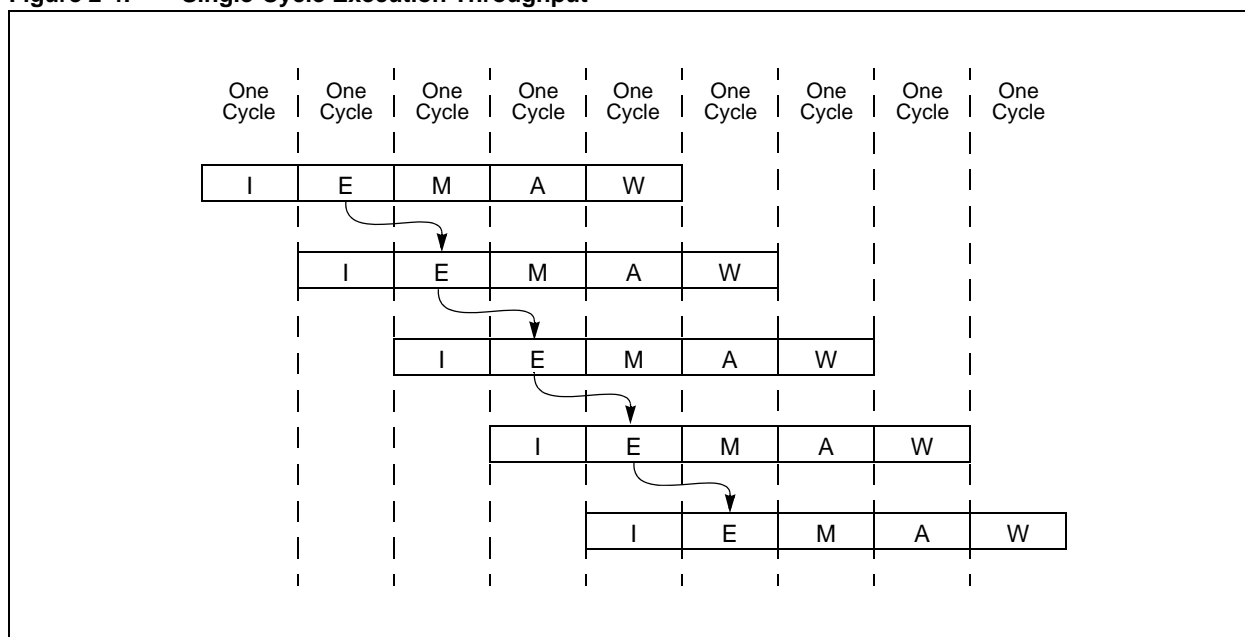 Figure 2-4: Single-Cycle Execution Throughput
One One One One One One One One One
Cycle Cycle Cycle Cycle Cycle Cycle Cycle Cycle Cycle
I E M A W
I E M A W
I E M A W
I E M A W
I E M A W